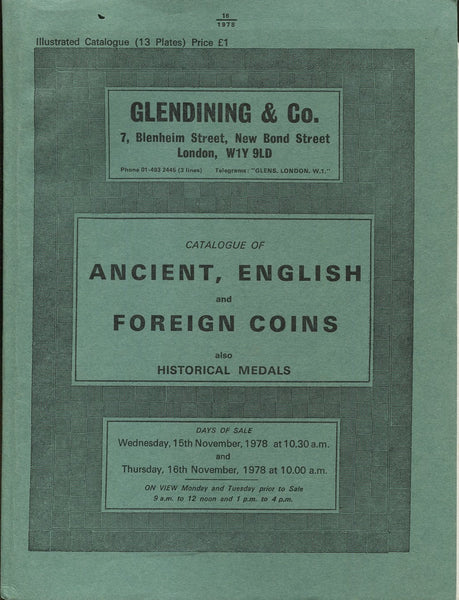 16
1978
Illustrated Catalogue (13 Plates) Price £1
GLENDINING & Co.
7, Blenheim Street, New Bond Street
London, W1Y 9LD
Phone 01-493 2445 (3 lines) Telegrams: "GLENS. LONDON. W.1."
CATALOGUE OF
ANCIENT, ENGLISH
and
FOREIGN COINS
also
HISTORICAL MEDALS
DAYS OF SALE
Wednesday, 15th November, 1978 at 10.30 a.m.
and
Thursday, 16th November, 1978 at 10.00 a.m.
ON VIEW Monday and Tuesday prior to Sale
9 a.m. to 12 noon and 1 p.m. to 4 p.m.